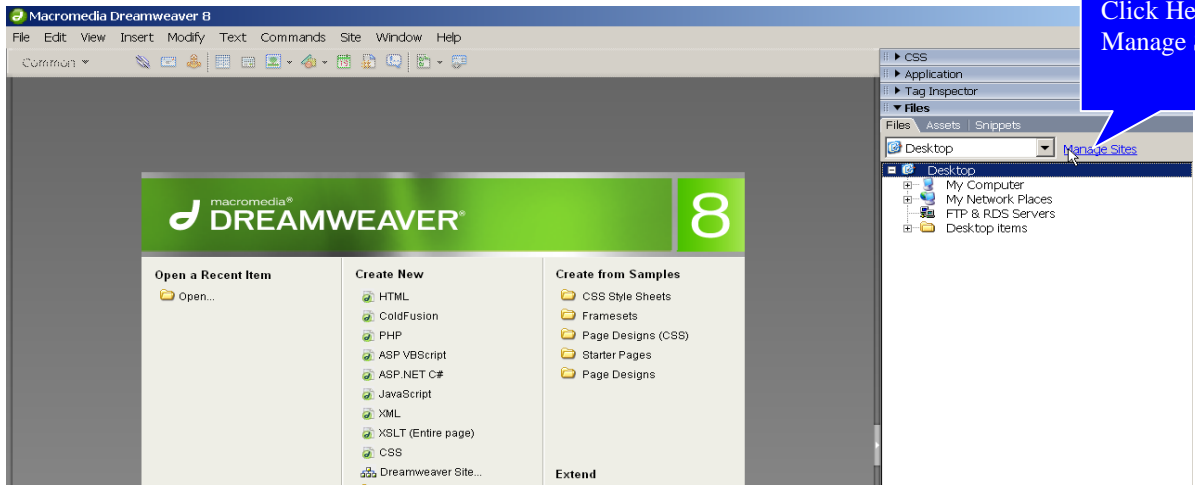 Macromedia Dreamweaver 8
Click He
Manage
File Edit View Insert Modify Text Commands Site Window Help
Common
CSS
Application
Tag Inspector
Files
Files Assets Snippets
Desktop
Manage Sites
Desktop
My Computer
My Network Places
FTP & RDS Servers
Desktop items
macromedia®
DREAMWEAVER®
8
Open a Recent Item
Open...
Create New
HTML
ColdFusion
PHP
ASP VBScript
ASP.NET C#
JavaScript
XML
XSLT (Entire page)
CSS
Dreamweaver Site...
Create from Samples
CSS Style Sheets
Framesets
Page Designs (CSS)
Starter Pages
Page Designs
Extend